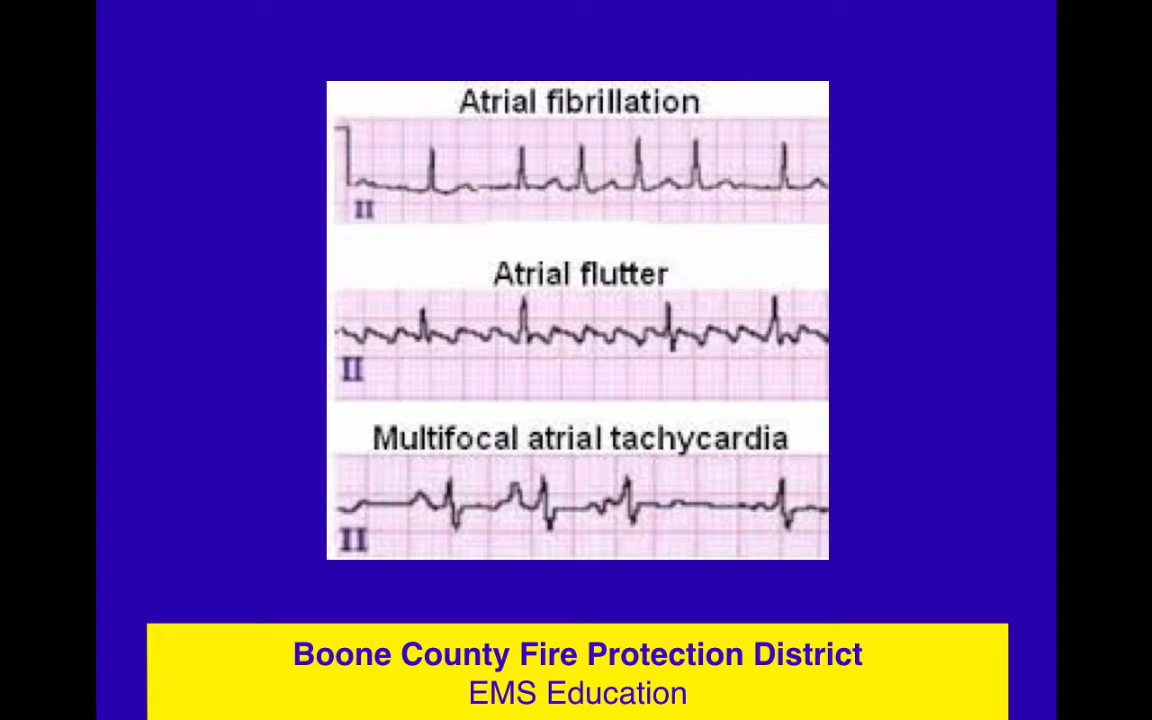 Atrial fibrillation
II
Atrial flutter
II
Multifocal atrial tachycardia
II
Boone County Fire Protection District
EMS Education